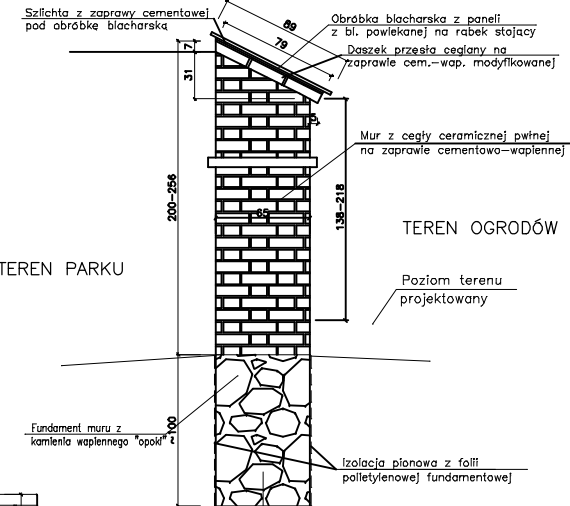 Szlichta z zaprawy cementowej
pod obróbkę blacharską
89
79
Obróbka blacharska z paneli
z bl. powlekanej na rąbek stojący
Daszek przęsła ceglany na
zaprawie cem.-wap. modyfikowanej
7
31
Mur z cegły ceramicznej pełnej
na zaprawie cementowo-wapiennej
200-256
65
138-218
TEREN OGRODÓW
TEREN PARKU
Poziom terenu
projektowany
Fundament muru z
kamienia wapiennego "opoki"
~100
Izolacja pionowa z folii
polietylenowej fundamentowej